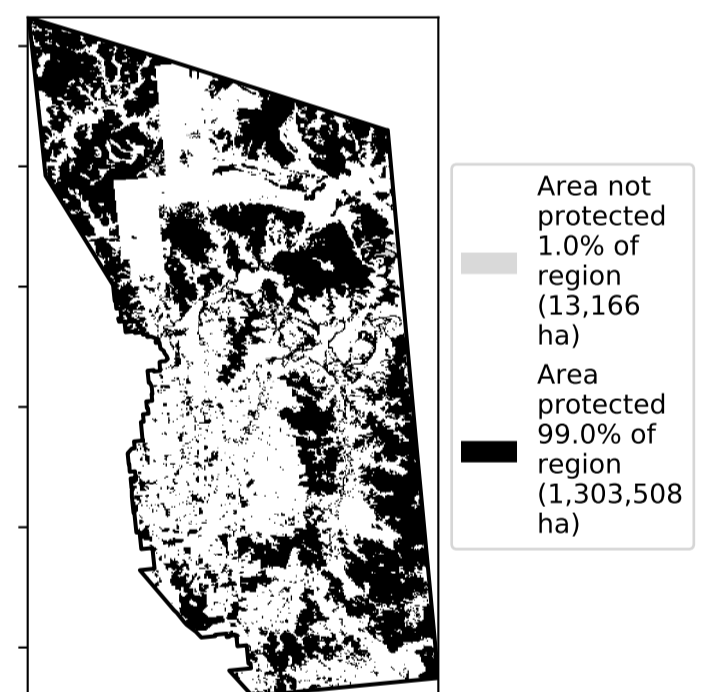 Area not
protected
1.0% of
region
(13,166
ha)
Area
protected
99.0% of
region
(1,303,508
ha)